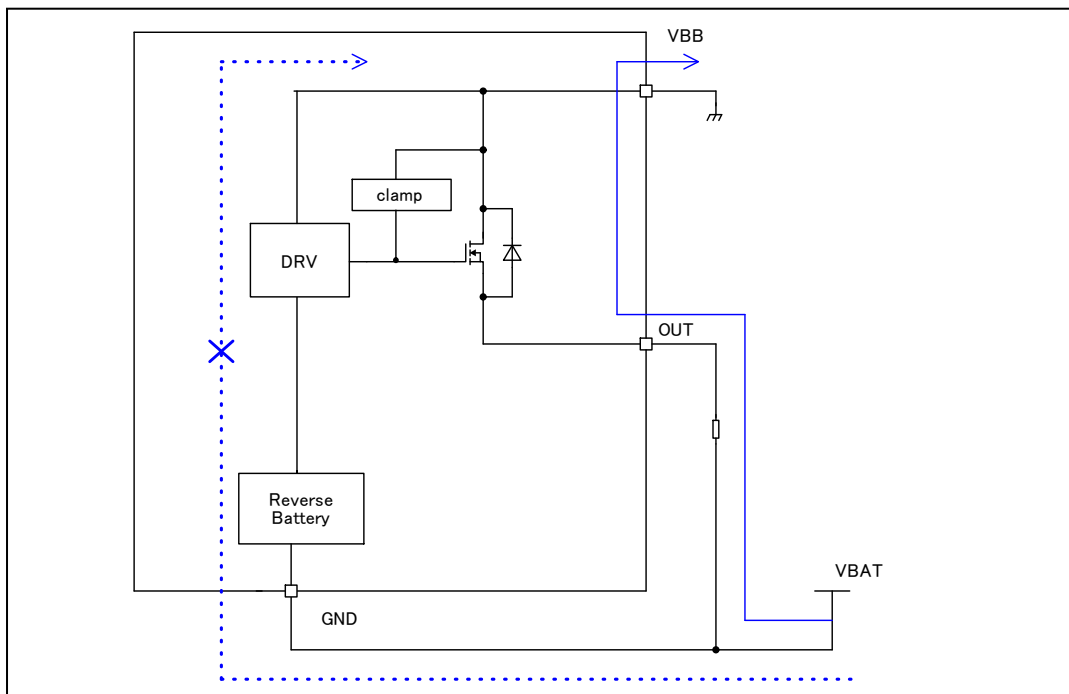 VBB
clamp
DRV
OUT
Reverse
Battery
VBAT
GND